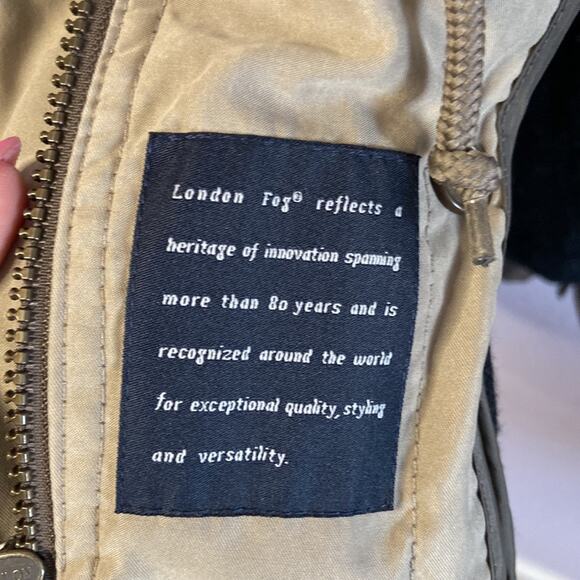 London Fog® reflects a
heritage of innovation spanning
more than 80 years and is
recognized around the world
for exceptional quality, styling
and versatility.